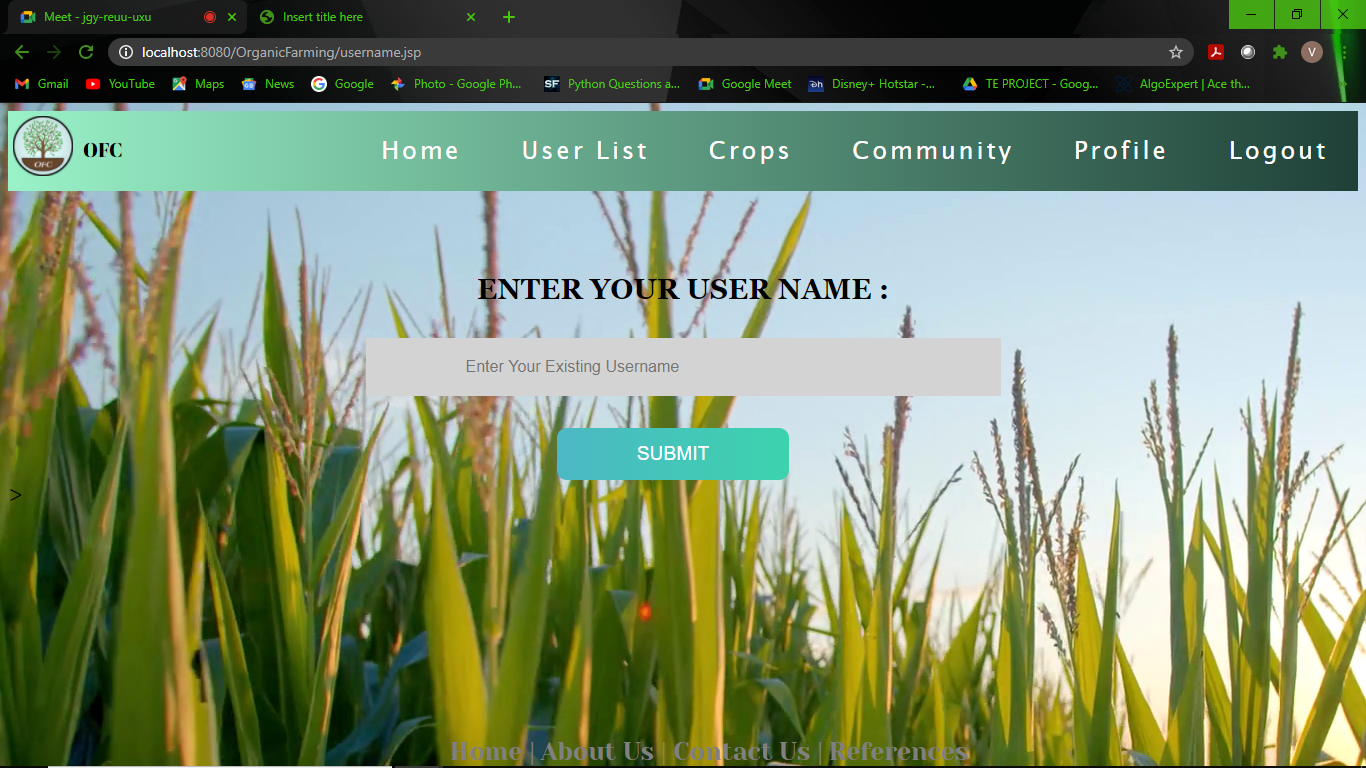 Meet - jgy-reuu-uxu
Insert title here
localhost:8080/OrganicFarming/username.jsp
V
Gmail YouTube Maps News Google Photo - Google Ph... SF Python Questions a... Google Meet Disney+ Hotstar -... TE PROJECT - Goog... AlgoExpert | Ace th...
OFC
OFC Home User List Crops Community Profile Logout
ENTER YOUR USER NAME :
Enter Your Existing Username
SUBMIT
>
Home | About Us | Contact Us | References